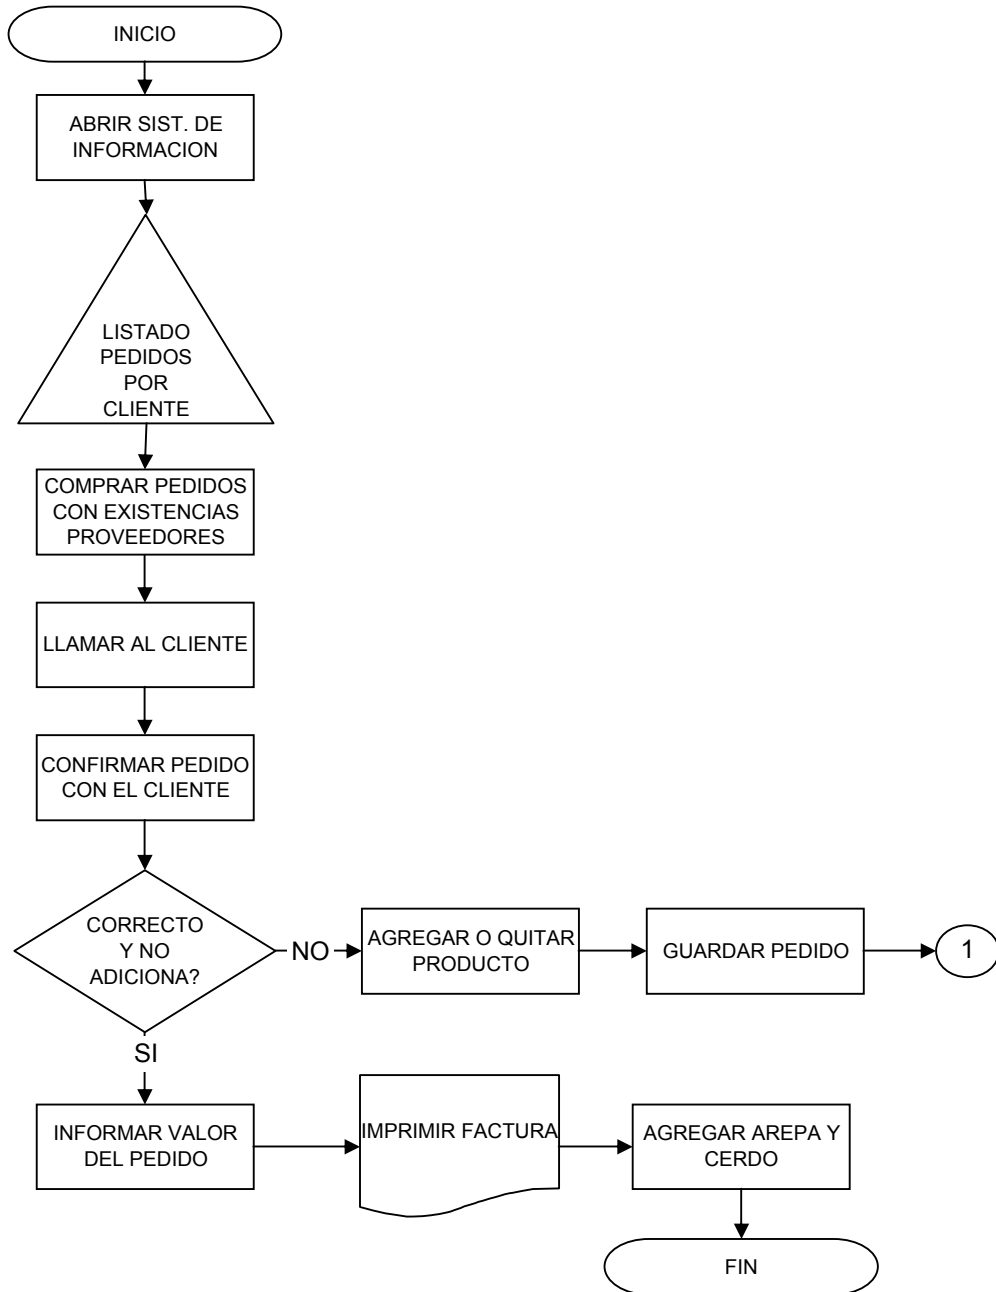 INICIO
ABRIR SIST. DE
INFORMACION
LISTADO
PEDIDOS
POR
CLIENTE
COMPRAR PEDIDOS
CON EXISTENCIAS
PROVEEDORES
LLAMAR AL CLIENTE
CONFIRMAR PEDIDO
CON EL CLIENTE
CORRECTO
Y NO
ADICIONA?
NO
AGREGAR O QUITAR
PRODUCTO
GUARDAR PEDIDO
1
SI
INFORMAR VALOR
DEL PEDIDO
IMPRIMIR FACTURA
AGREGAR AREPA Y
CERDO
FIN